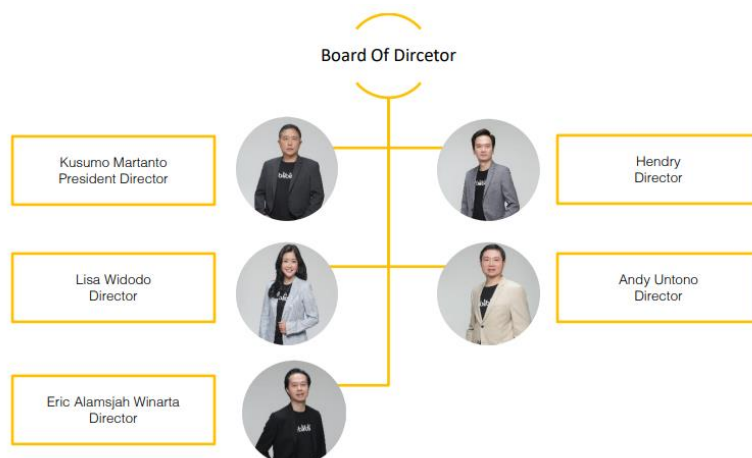 Board Of Dircetor
Kusumo Martanto
President Director
Hendry
Director
Lisa Widodo
Director
Andy Untono
Director
Eric Alamsjah Winarta
Director